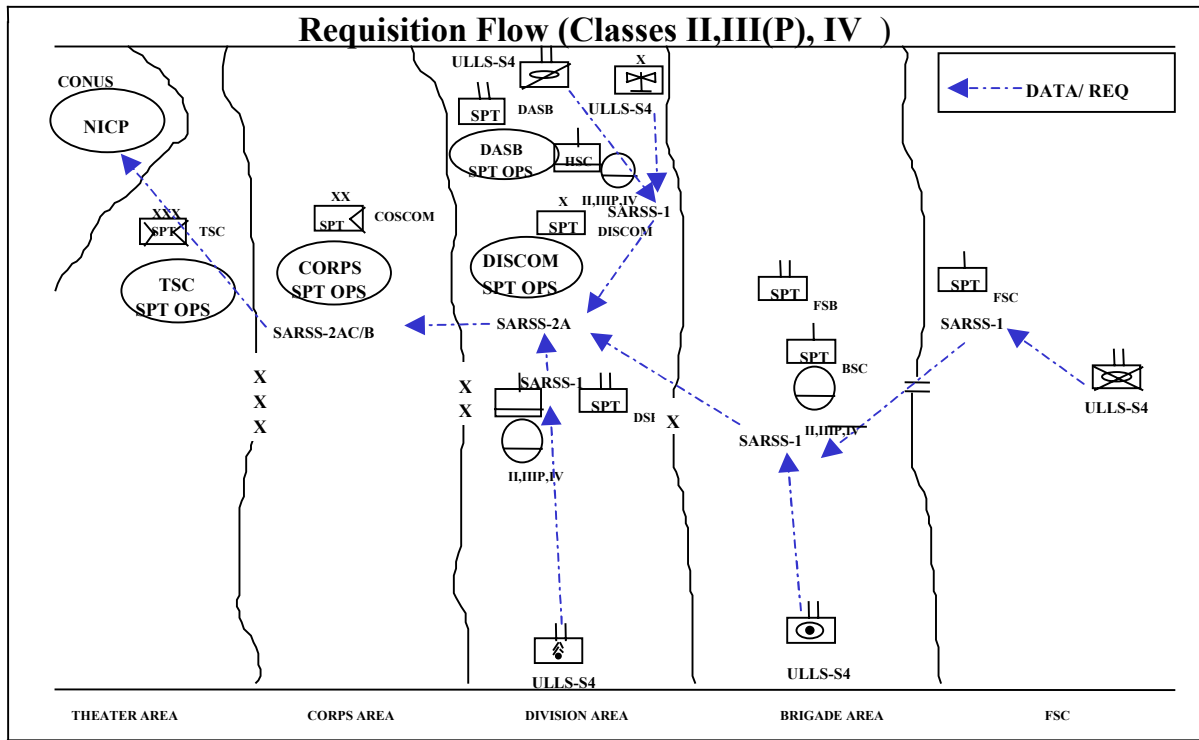 Requisition Flow (Classes II,III(P), IV )
DATA/ REQ
CONUS
NICP
XXX
SPT
TSC
TSC
SPT OPS
XX
SPT
COSCOM
CORPS
SPT OPS
SARSS-2AC/B
X
X
X
ULLS-S4
SPT
DASB
DASB
SPT OPS
HSC
X
ULLS-S4
II,IIIP,IV
SARSS-1
X
SPT
DISCOM
DISCOM
SPT OPS
SARSS-2A
X
X
SARSS-1
SPT
II,IIIP,IV
ULLS-S4
X
SPT
FSB
SPT
BSC
II,IIIP,IV
SARSS-1
ULLS-S4
SPT
FSC
SARSS-1
ULLS-S4
THEATER AREA
CORPS AREA
DIVISION AREA
BRIGADE AREA
FSC